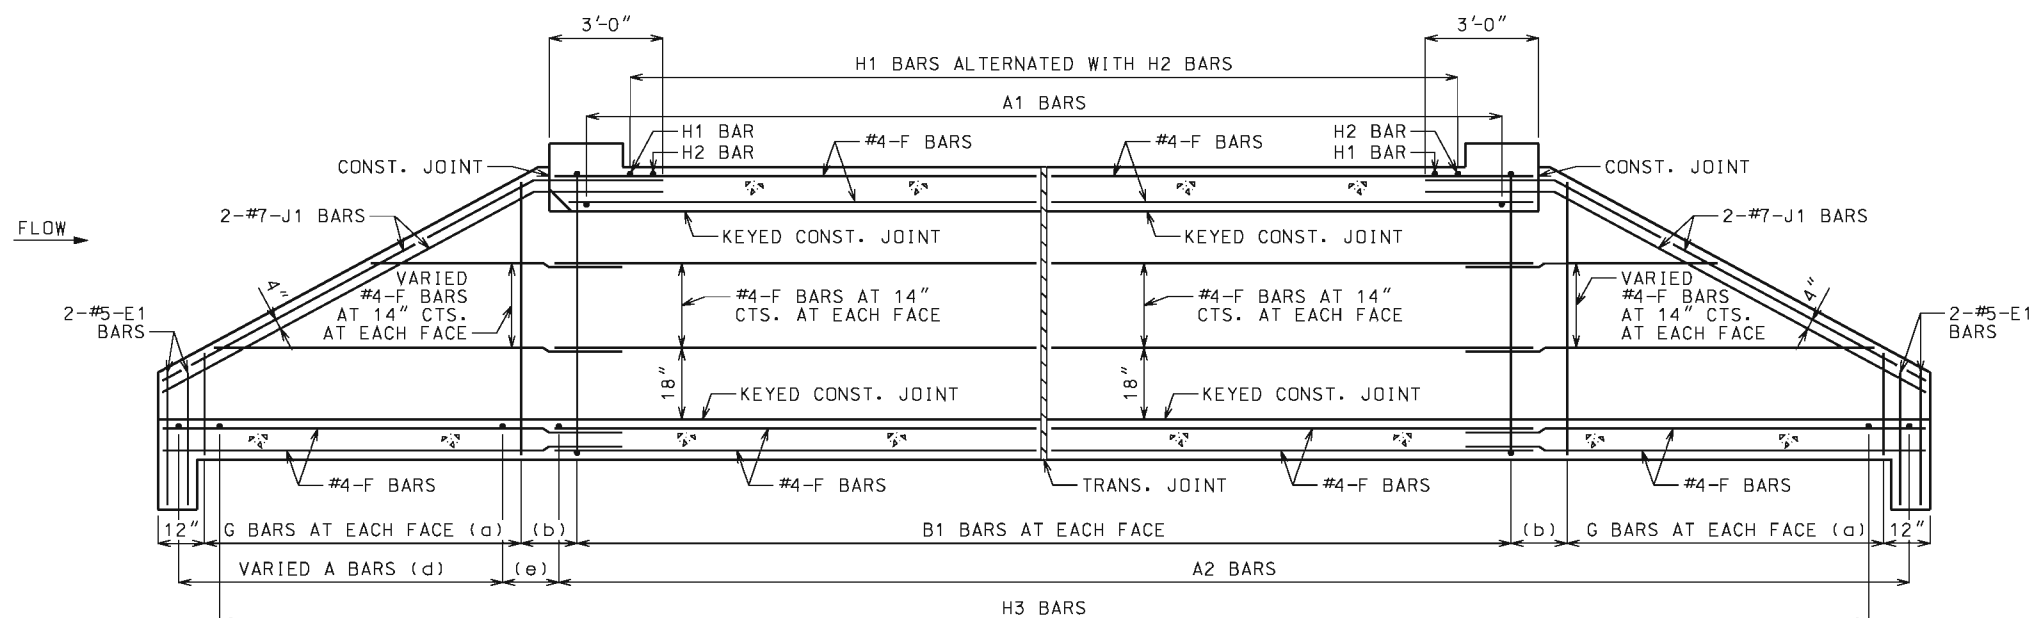 3'-0" 3'-0"
H1 BARS ALTERNATED WITH H2 BARS
A1 BARS
H1 BAR #4-F BARS #4-F BARS H2 BAR
H2 BAR H1 BAR
CONST. JOINT CONST. JOINT
2-#7-J1 BARS 2-#7-J1 BARS
FLOW
KEYED CONST. JOINT KEYED CONST. JOINT
VARIED
#4-F BARS
AT 14" CTS.
AT EACH FACE
#4-F BARS AT 14"
CTS. AT EACH FACE
#4-F BARS AT 14"
CTS. AT EACH FACE
VARIED
#4-F BARS
AT 14" CTS.
AT EACH FACE
4" 4"
2-#5-E1
BARS
2-#5-E1
BARS
18" 18"
KEYED CONST. JOINT KEYED CONST. JOINT
#4-F BARS #4-F BARS TRANS. JOINT #4-F BARS #4-F BARS
12" G BARS AT EACH FACE (a) (b) B1 BARS AT EACH FACE (b) G BARS AT EACH FACE (a) 12"
VARIED A BARS (d) (e) A2 BARS
H3 BARS